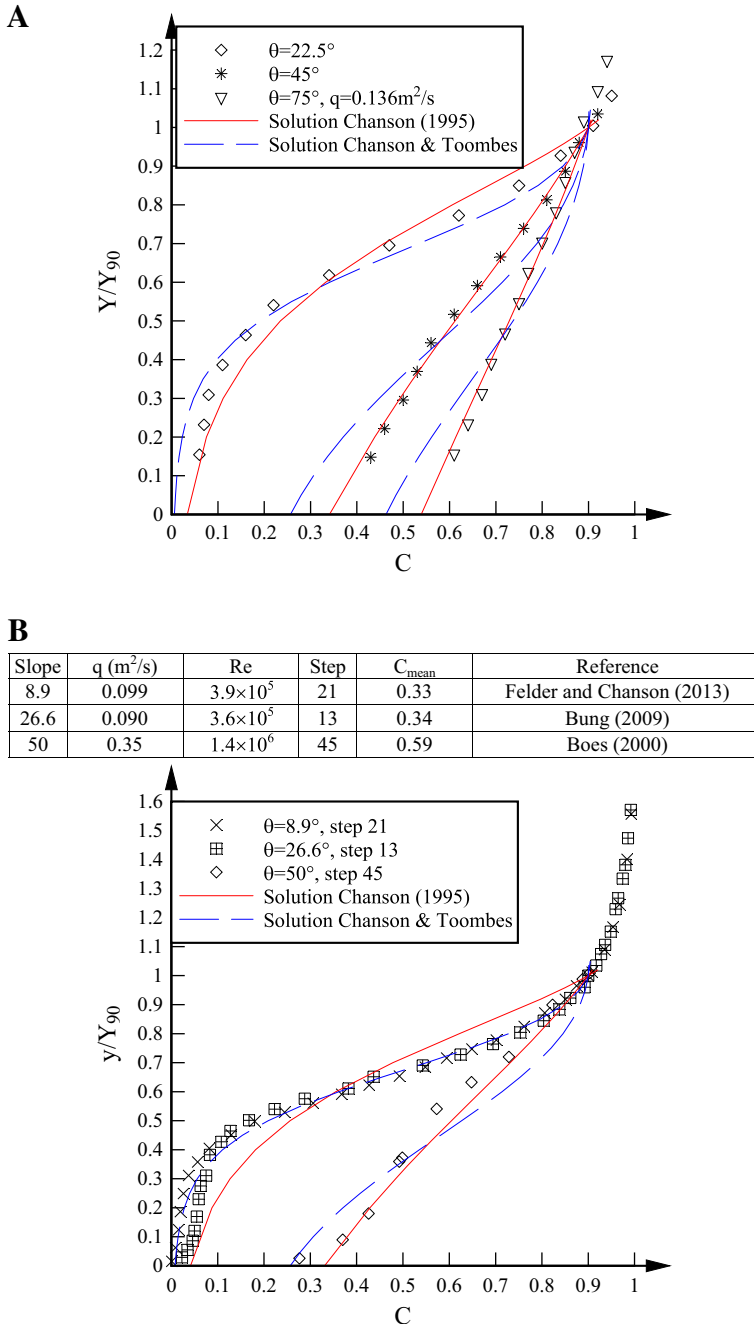 A
1.2
1.1
1
0.9
0.8
0.7
0.6
0.5
0.4
0.3
0.2
0.1
0
Y/Y90
θ=22.5°
θ=45°
θ=75°, q=0.136m²/s
Solution Chanson (1995)
Solution Chanson & Toombes
0 0.1 0.2 0.3 0.4 0.5 0.6 0.7 0.8 0.9 1
C
B
Slope q (m²/s) Re Step Cmean Reference
8.9 0.099 3.9×10⁵ 21 0.33 Felder and Chanson (2013)
26.6 0.090 3.6×10⁵ 13 0.34 Bung (2009)
50 0.35 1.4×10⁶ 45 0.59 Boes (2000)
1.6
1.5
1.4
1.3
1.2
1.1
1
0.9
0.8
0.7
0.6
0.5
0.4
0.3
0.2
0.1
0
y/Y90
θ=8.9°, step 21
θ=26.6°, step 13
θ=50°, step 45
Solution Chanson (1995)
Solution Chanson & Toombes
0 0.1 0.2 0.3 0.4 0.5 0.6 0.7 0.8 0.9 1
C